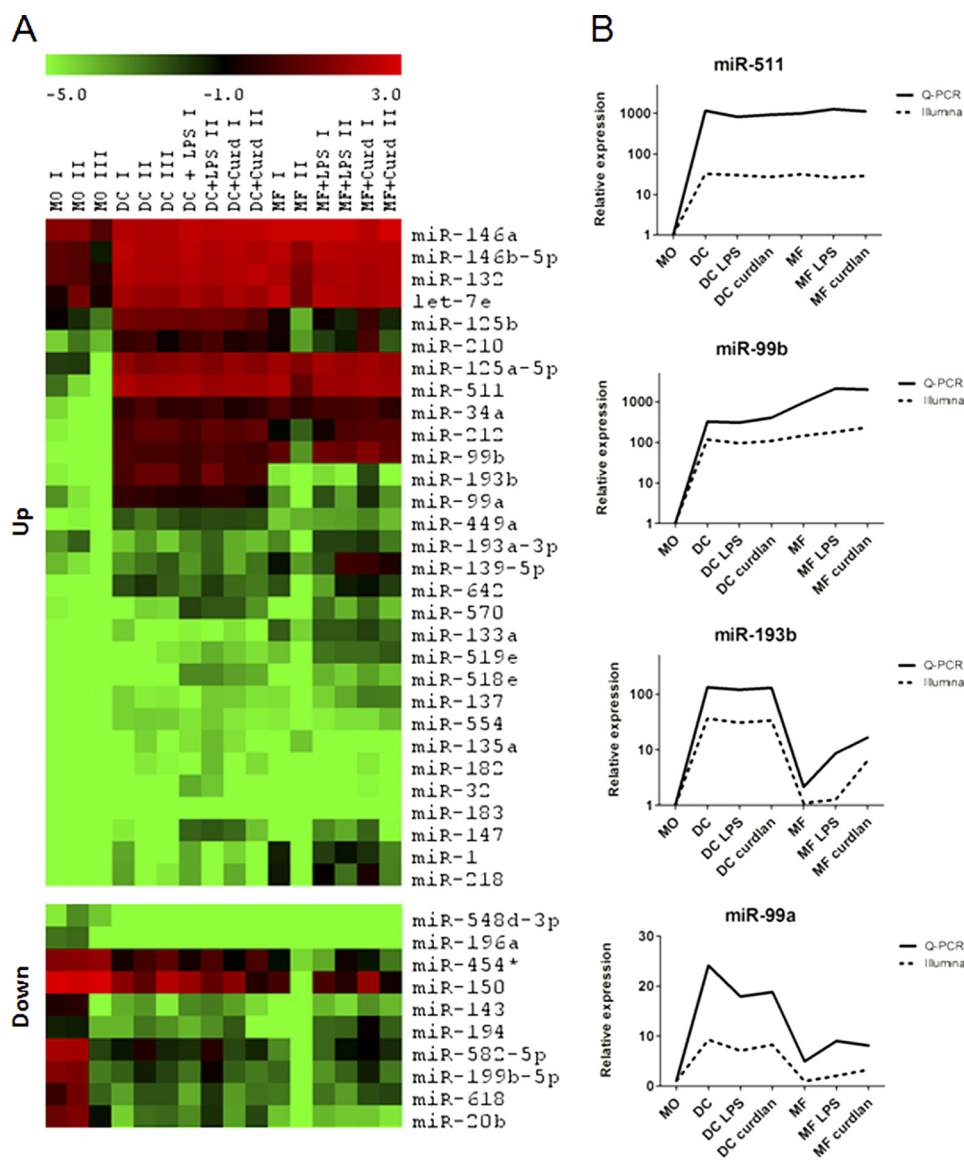 A
-5.0 -1.0 3.0
MO I
MO II
MO III
DC I
DC II
DC III
DC + LPS I
DC+LPS II
DC+Curd I
DC+Curd II
MF I
MF II
MF+LPS I
MF+LPS II
MF+Curd I
MF+Curd II
Up
miR-146a
miR-146b-5p
miR-132
let-7e
miR-125b
miR-210
miR-125a-5p
miR-511
miR-34a
miR-212
miR-99b
miR-193b
miR-99a
miR-449a
miR-193a-3p
miR-139-5p
miR-642
miR-570
miR-133a
miR-519e
miR-518e
miR-137
miR-554
miR-135a
miR-182
miR-32
miR-183
miR-147
miR-1
miR-218
Down
miR-548d-3p
miR-196a
miR-454*
miR-150
miR-143
miR-194
miR-582-5p
miR-199b-5p
miR-618
miR-20b
B
miR-511
Q-PCR
Illumina
Relative expression
1000
100
10
1
MO
DC
DC LPS
DC curdlan
MF
MF LPS
MF curdlan
miR-99b
Q-PCR
Illumina
Relative expression
1000
100
10
1
MO
DC
DC LPS
DC curdlan
MF
MF LPS
MF curdlan
miR-193b
Q-PCR
Illumina
Relative expression
100
10
1
MO
DC
DC LPS
DC curdlan
MF
MF LPS
MF curdlan
miR-99a
Q-PCR
Illumina
Relative expression
30
20
10
0
MO
DC
DC LPS
DC curdlan
MF
MF LPS
MF curdlan